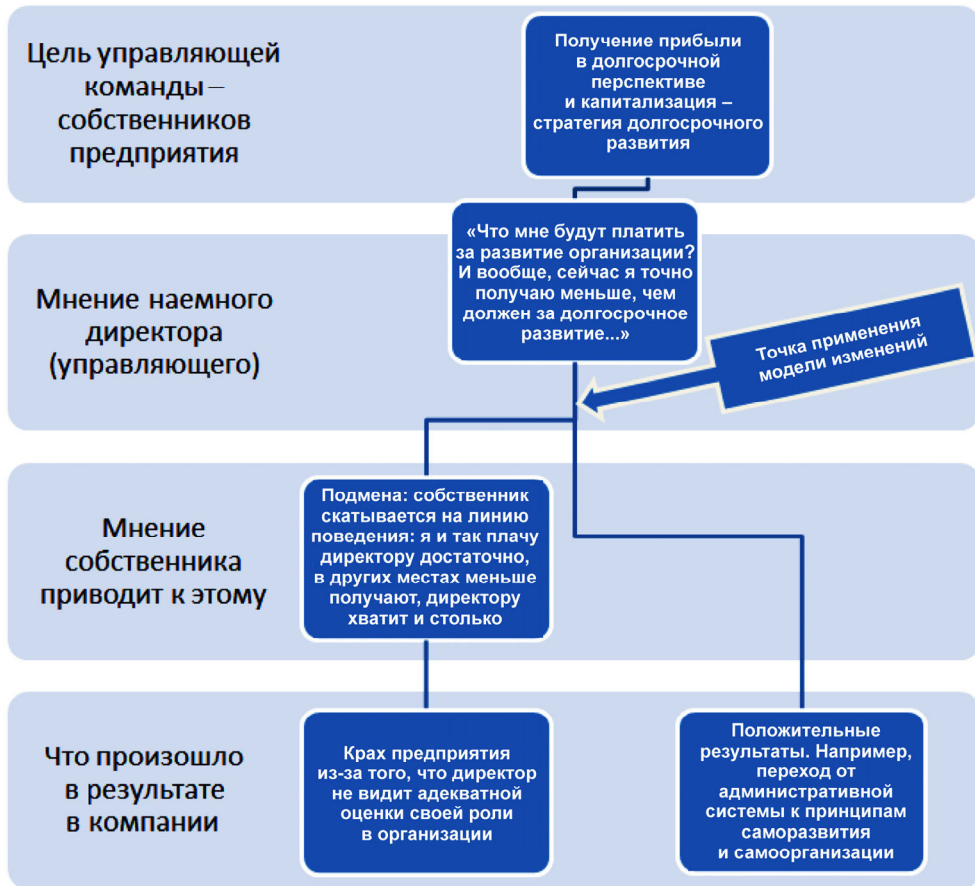 Цель управляющей
команды –
собственников
предприятия
Получение прибыли
в долгосрочной
перспективе
и капитализация –
стратегия долгосрочного
развития
Мнение наемного
директора
(управляющего)
«Что мне будут платить
за развитие организации?
И вообще, сейчас я точно
получаю меньше, чем
должен за долгосрочное
развитие...»
Точка применения
модели изменений
Мнение
собственника
приводит к этому
Подмена: собственник
скатывается на линию
поведения: я и так плачу
директору достаточно,
в других местах меньше
получают, директору
хватит и столько
Что произошло
в результате
в компании
Крах предприятия
из-за того, что директор
не видит адекватной
оценки своей роли
в организации
Положительные
результаты. Например,
переход от
административной
системы к принципам
саморазвития
и самоорганизации